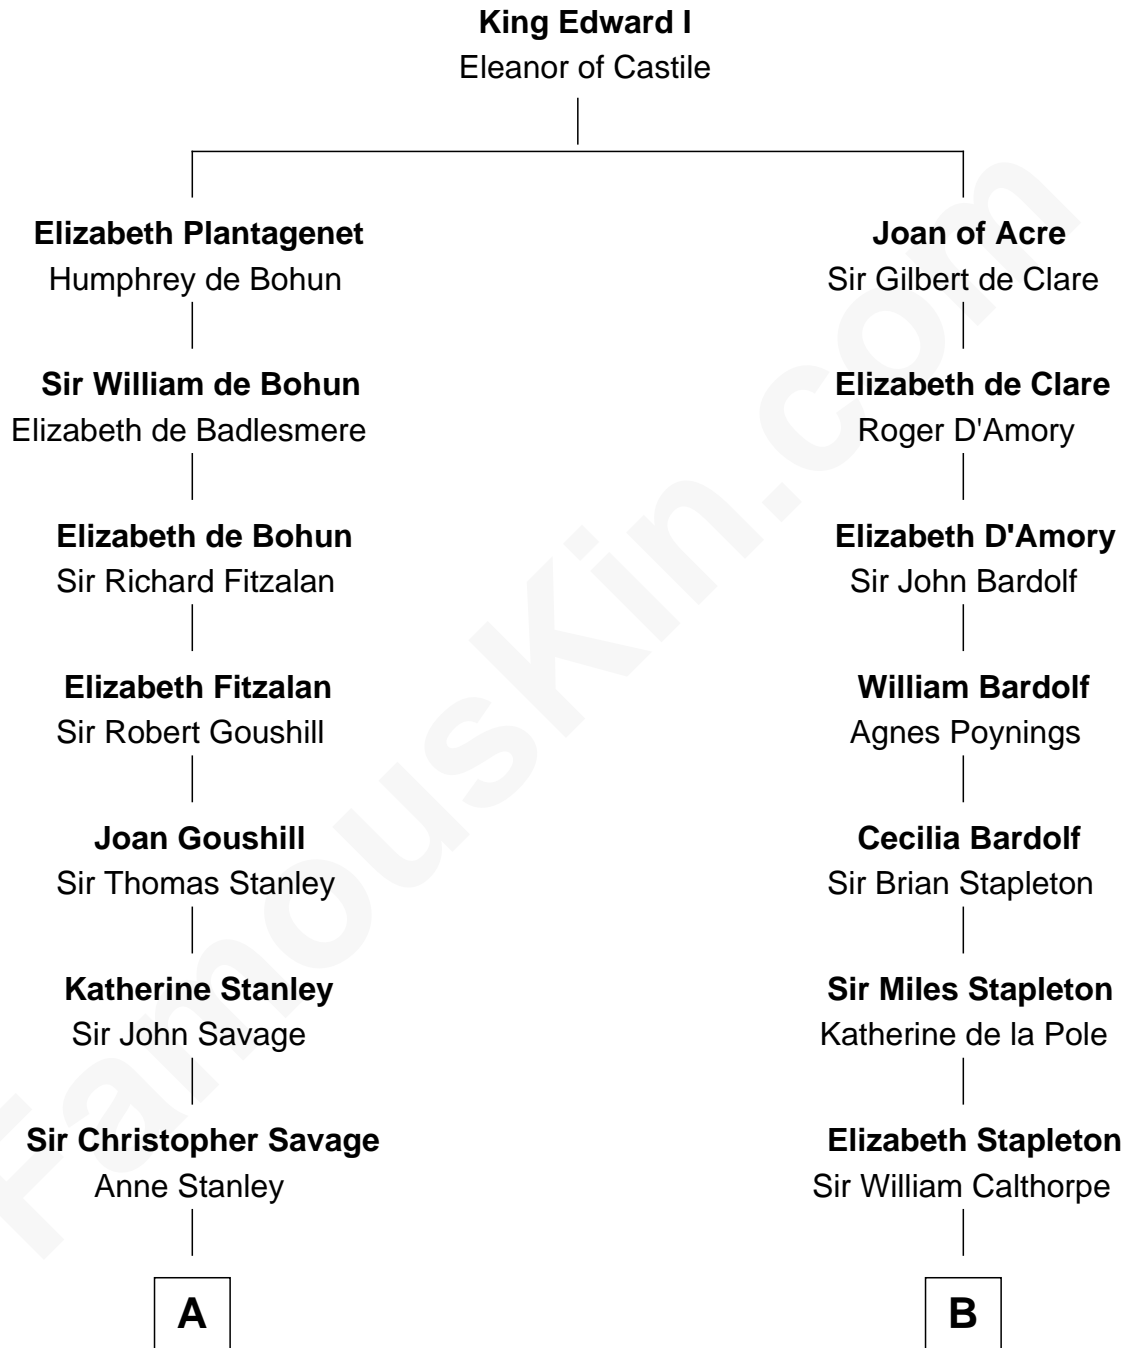 King Edward I
Eleanor of Castile
Elizabeth Plantagenet
Humphrey de Bohun
Joan of Acre
Sir Gilbert de Clare
Sir William de Bohun
Elizabeth de Badlesmere
Elizabeth de Clare
Roger D'Amory
Elizabeth de Bohun
Sir Richard Fitzalan
Elizabeth D'Amory
Sir John Bardolf
Elizabeth Fitzalan
Sir Robert Goushill
William Bardolf
Agnes Poynings
Joan Goushill
Sir Thomas Stanley
Cecilia Bardolf
Sir Brian Stapleton
Katherine Stanley
Sir John Savage
Sir Miles Stapleton
Katherine de la Pole
Sir Christopher Savage
Anne Stanley
Elizabeth Stapleton
Sir William Calthorpe
A
B
FamousKin.com